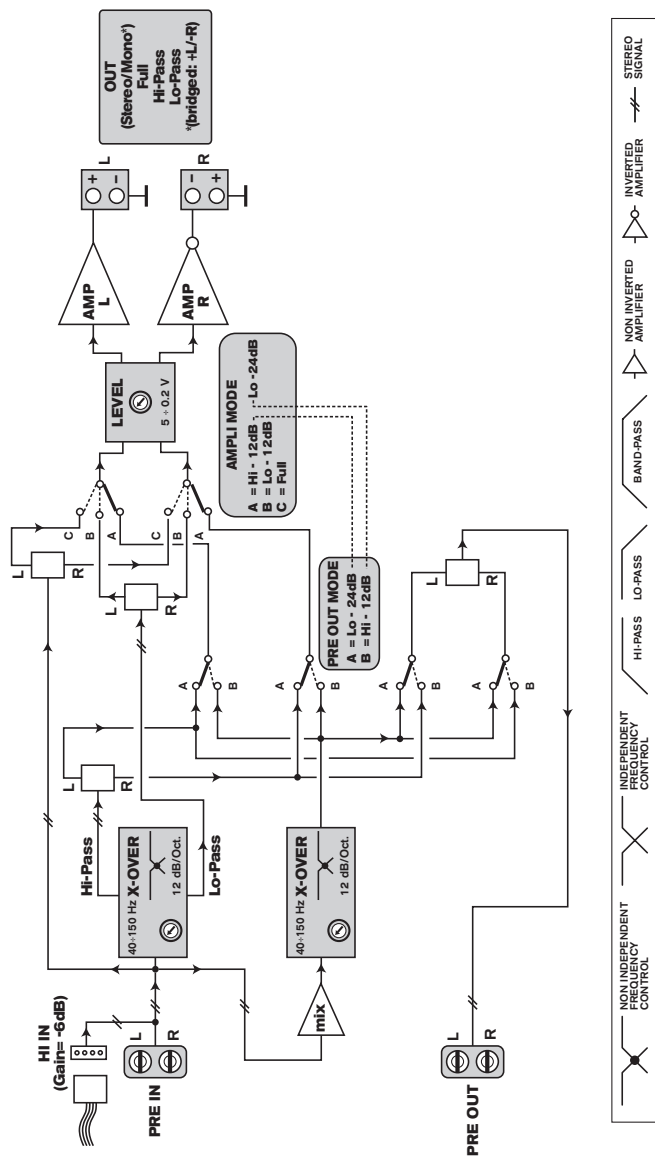 HI IN
(Gain= -6dB)
PRE IN
L
R
Hi-Pass
Lo-Pass
40÷150 Hz X-OVER
12 dB/Oct.
mix
40÷150 Hz X-OVER
12 dB/Oct.
L
R
L
R
L
R
C
B
A
C
B
A
A
B
A
B
A
B
A
B
L
R
LEVEL
5 ÷ 0.2 V
AMP
L
AMP
R
+
−
L
−
+
R
OUT
(Stereo/Mono*)
Full
Hi-Pass
Lo-Pass
*(bridged: +L/-R)
AMPLI MODE
A = Hi - 12dB
B = Lo - 12dB
C = Full
Lo -24dB
PRE OUT MODE
A = Lo - 24dB
B = Hi - 12dB
PRE OUT
L
R
NON INDEPENDENT
FREQUENCY
CONTROL
INDEPENDENT
FREQUENCY
CONTROL
HI-PASS
LO-PASS
BAND-PASS
NON INVERTED
AMPLIFIER
INVERTED
AMPLIFIER
STEREO
SIGNAL